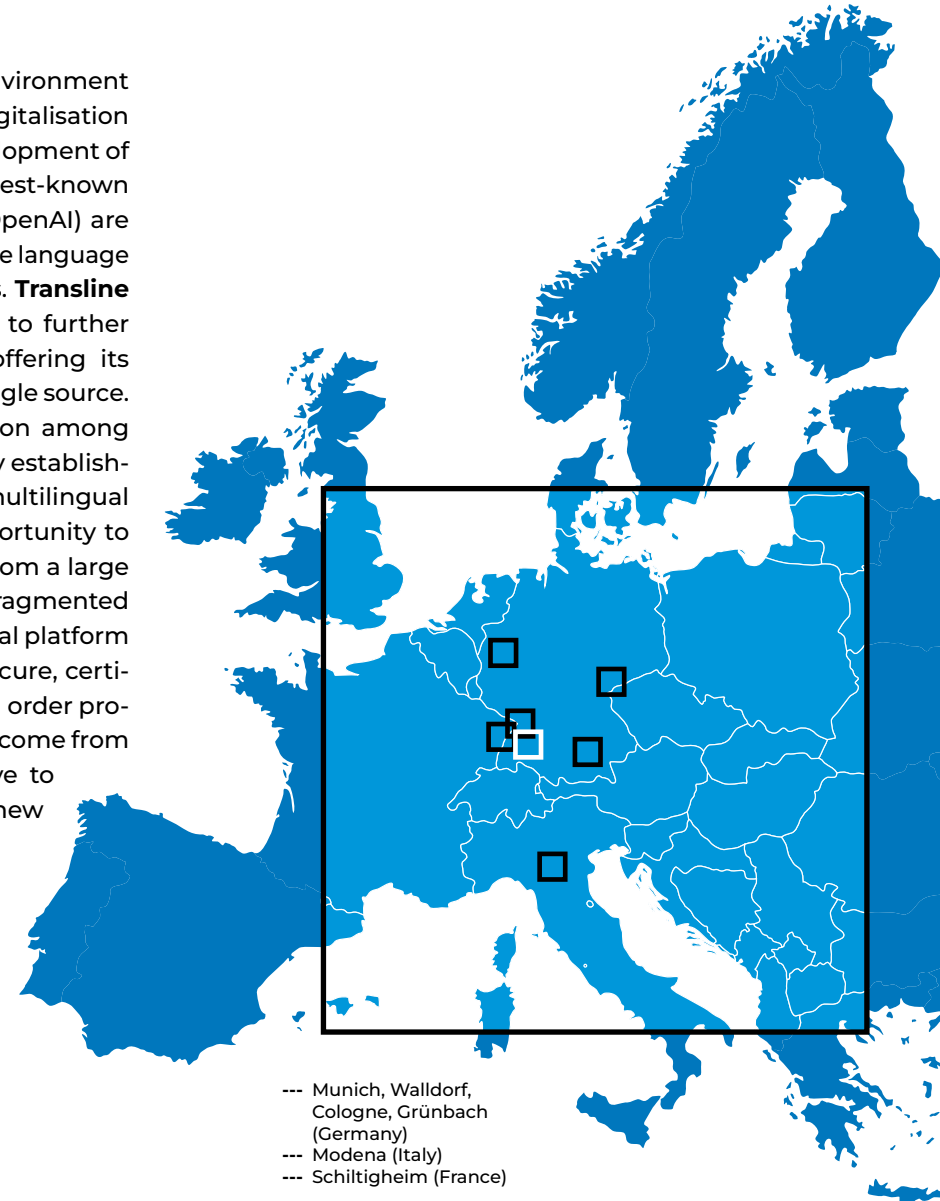 vironment
gitalisation
opment of
est-known
penAI) are
e language
. Transline
to further
offering its
gle source.
on among
y establish-
nultilingual
ortunity to
om a large
ragmented
al platform
cure, certi-
order pro-
come from
ve to
new
--- Munich, Walldorf,
Cologne, Grünbach
(Germany)
--- Modena (Italy)
--- Schiltigheim (France)